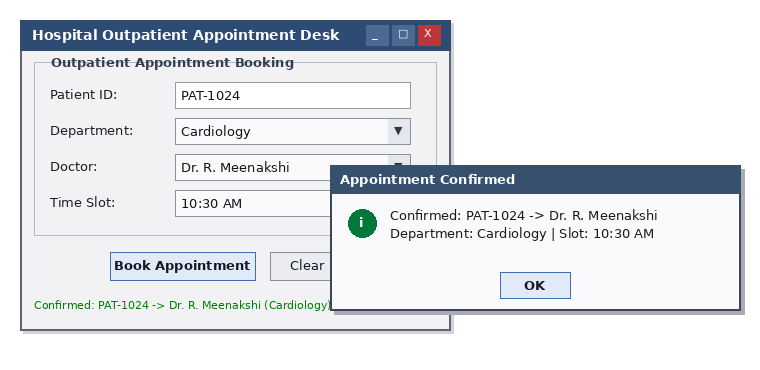 Hospital Outpatient Appointment Desk
_ □ X
Outpatient Appointment Booking
Patient ID: PAT-1024
Department: Cardiology ▼
Doctor: Dr. R. Meenakshi
Time Slot: 10:30 AM
Book Appointment Clear
Confirmed: PAT-1024 -> Dr. R. Meenakshi (Cardiology)
Appointment Confirmed
i
Confirmed: PAT-1024 -> Dr. R. Meenakshi
Department: Cardiology | Slot: 10:30 AM
OK